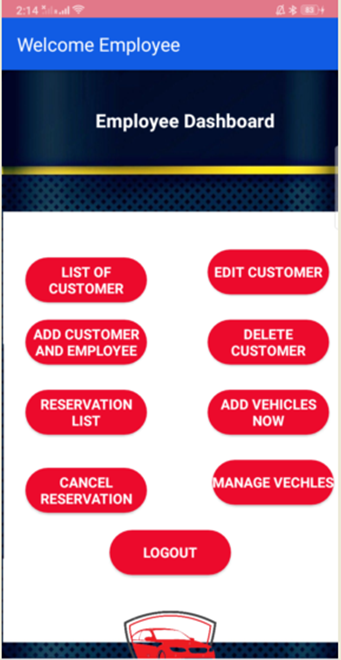 2:14
83
Welcome Employee
Employee Dashboard
LIST OF
CUSTOMER
EDIT CUSTOMER
ADD CUSTOMER
AND EMPLOYEE
DELETE
CUSTOMER
RESERVATION
LIST
ADD VEHICLES
NOW
CANCEL
RESERVATION
MANAGE VECHLES
LOGOUT